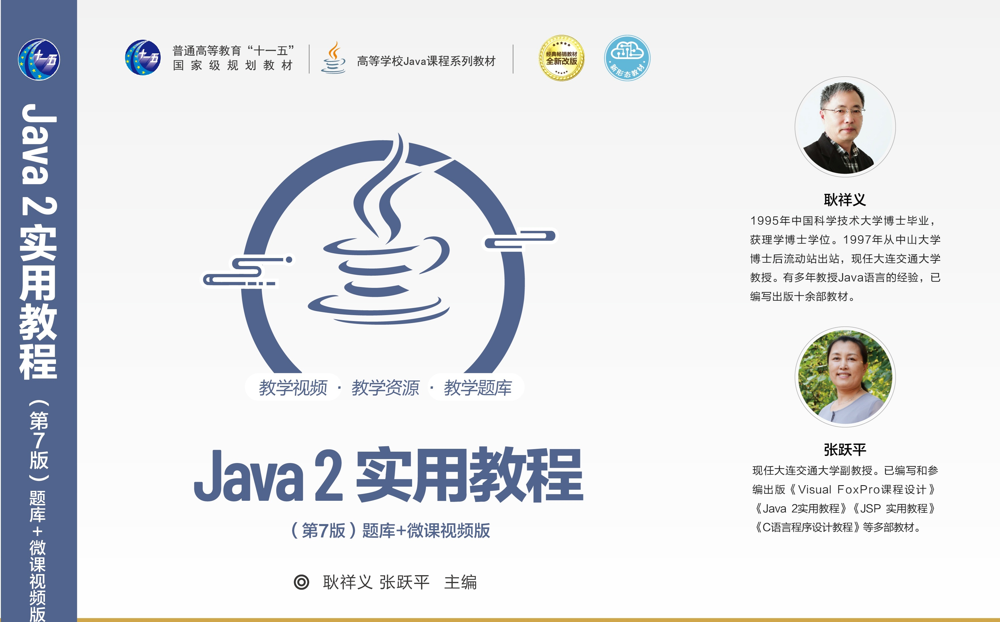 十一五
Java 2 实用教程
（第7版）题库+微课视频版
十一五
普通高等教育“十一五”
国家级规划教材
高等学校Java课程系列教材
经典畅销教材
全新改版
新形态教材
教学视频 · 教学资源 · 教学题库
Java 2 实用教程
（第7版）题库+微课视频版
◎ 耿祥义 张跃平 主编
耿祥义
1995年中国科学技术大学博士毕业，
获理学博士学位。1997年从中山大学
博士后流动站出站，现任大连交通大学
教授。有多年教授Java语言的经验，已
编写出版十余部教材。
张跃平
现任大连交通大学副教授。已编写和参
编出版《Visual FoxPro课程设计》
《Java 2实用教程》《JSP 实用教程》
《C语言程序设计教程》等多部教材。